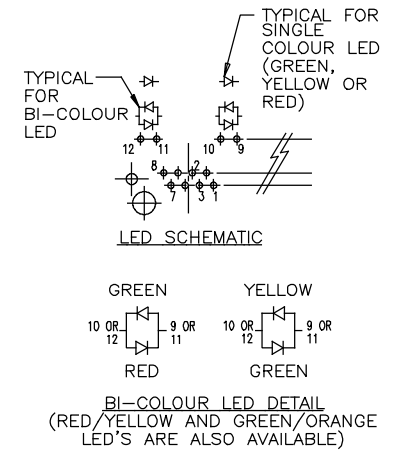 TYPICAL FOR
SINGLE
COLOUR LED
(GREEN,
YELLOW OR
RED)
TYPICAL
FOR
BI-COLOUR
LED
12 11 10 9
8 2
7 3 1
LED SCHEMATIC
GREEN YELLOW
10 OR 9 OR 10 OR 9 OR
12 11 12 11
RED GREEN
BI-COLOUR LED DETAIL
(RED/YELLOW AND GREEN/ORANGE
LED'S ARE ALSO AVAILABLE)